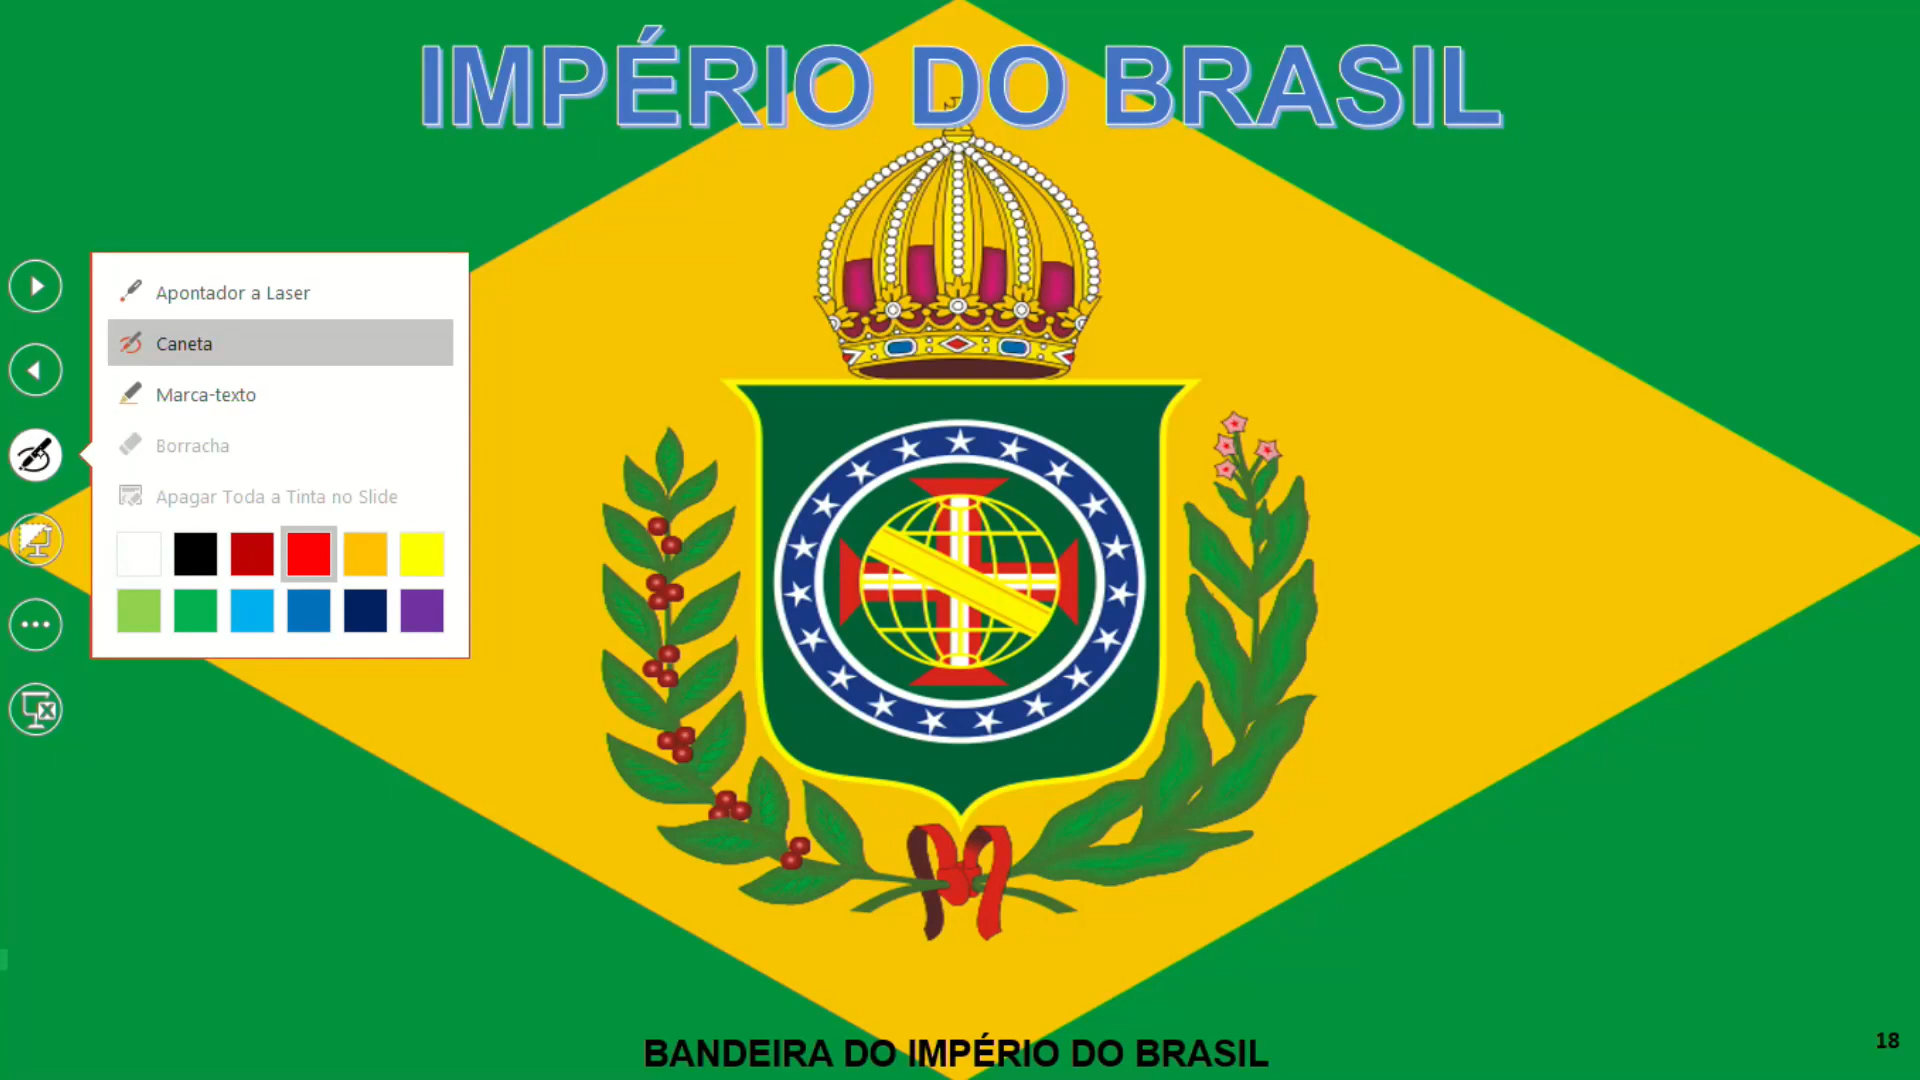 IMPÉRIO DO BRASIL
Apontador a Laser
Caneta
Marca-texto
Borracha
Apagar Toda a Tinta no Slide
BANDEIRA DO IMPÉRIO DO BRASIL
18